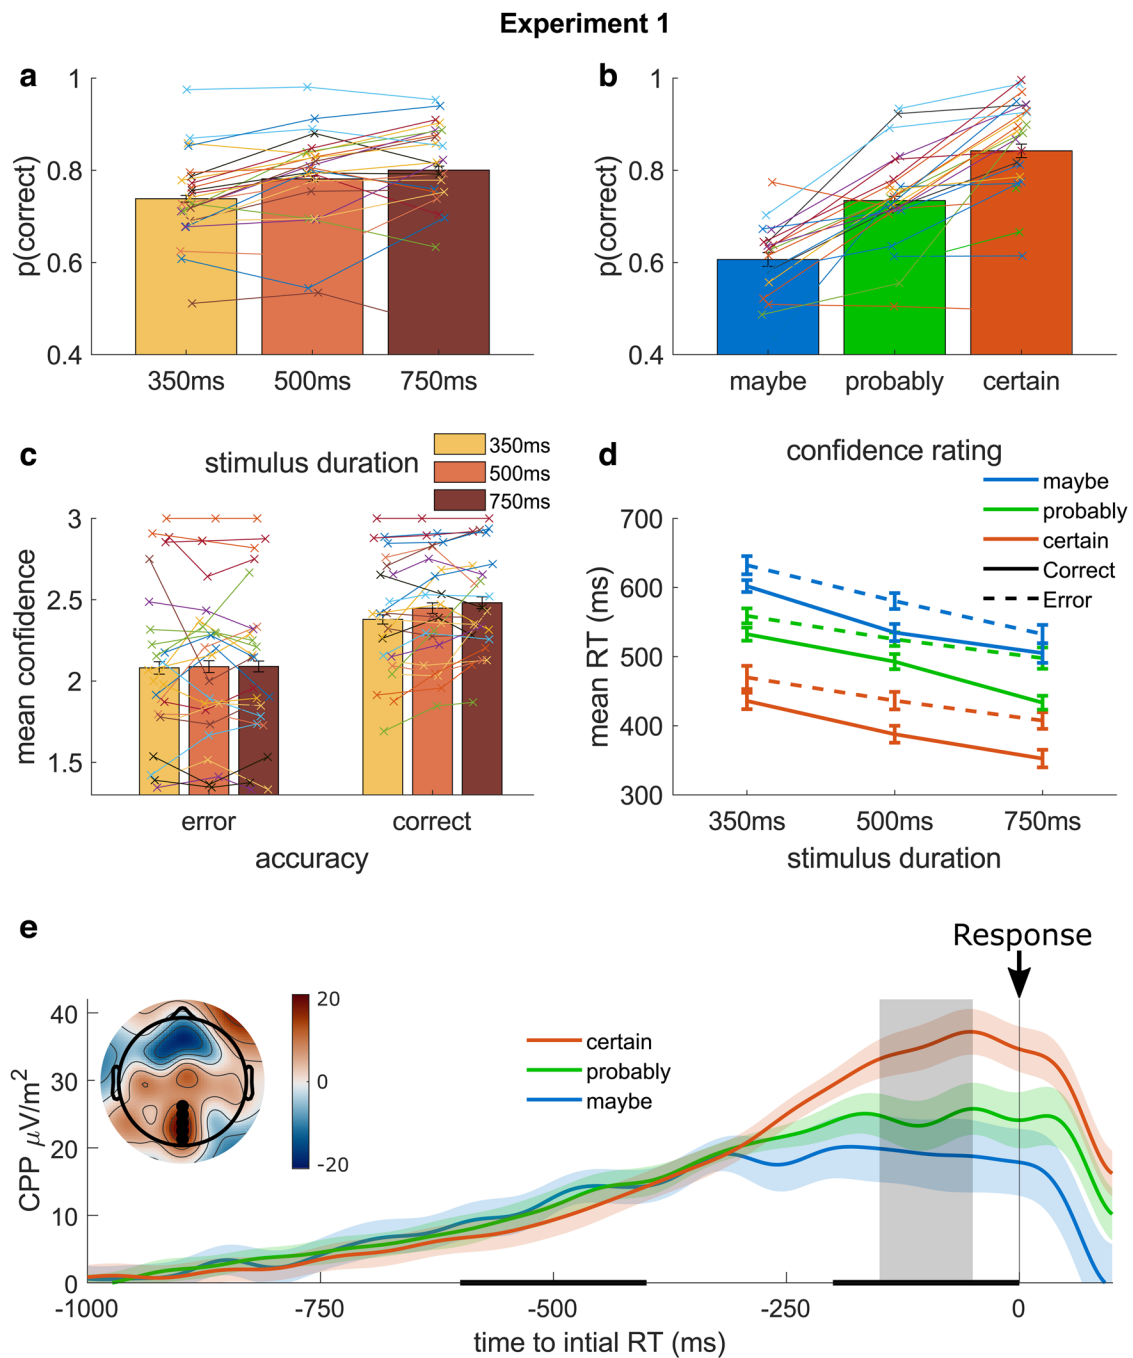 Experiment 1
a
p(correct)
1
0.8
0.6
0.4
350ms 500ms 750ms
b
p(correct)
1
0.8
0.6
0.4
maybe probably certain
c
stimulus duration
350ms
500ms
750ms
mean confidence
3
2.5
2
1.5
error correct
accuracy
d
confidence rating
maybe
probably
certain
Correct
Error
mean RT (ms)
700
600
500
400
300
350ms 500ms 750ms
stimulus duration
e
Response
CPP µV/m²
40
30
20
10
0
20
0
-20
certain
probably
maybe
-1000 -750 -500 -250 0
time to intial RT (ms)